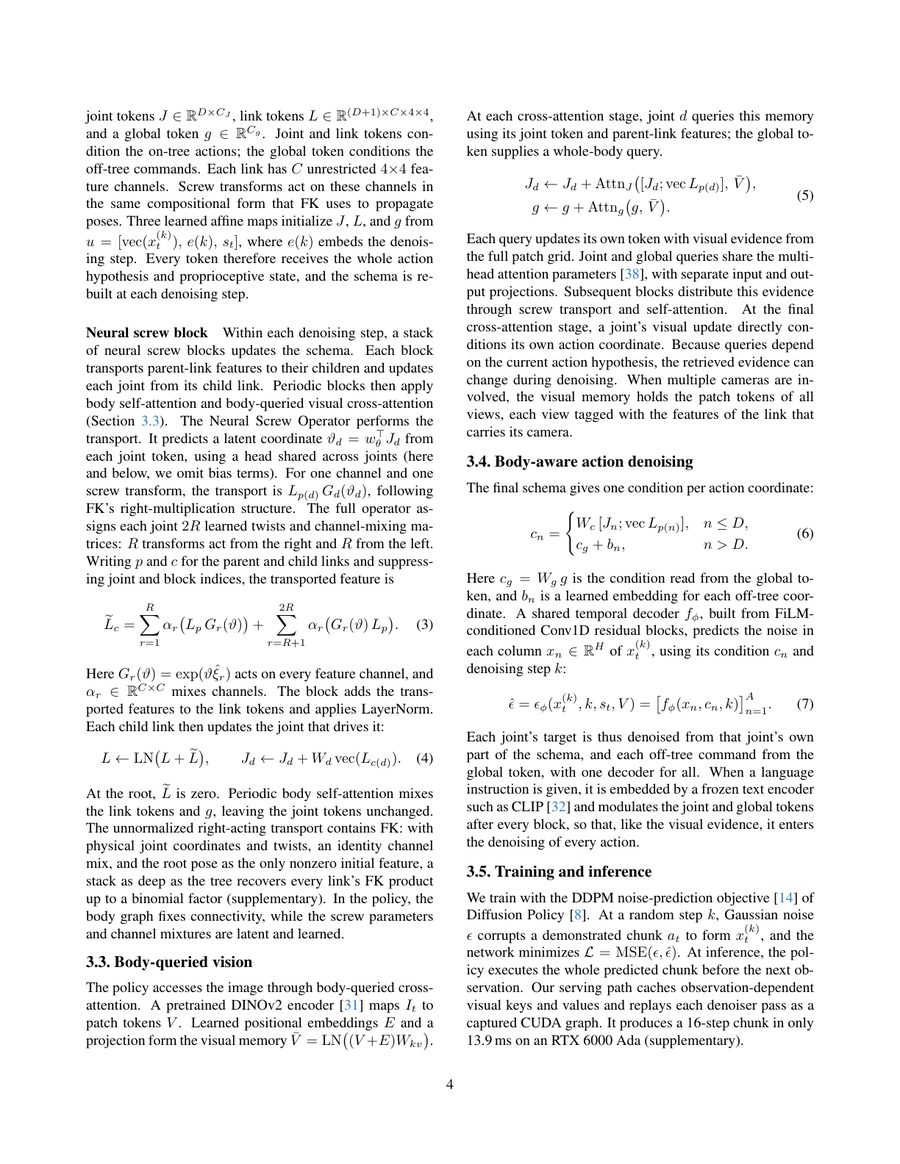 joint tokens J ∈ ℝ^{D×C_J}, link tokens L ∈ ℝ^{(D+1)×C×4×4},
and a global token g ∈ ℝ^{C_g}. Joint and link tokens con-
dition the on-tree actions; the global token conditions the
off-tree commands. Each link has C unrestricted 4×4 fea-
ture channels. Screw transforms act on these channels in
the same compositional form that FK uses to propagate
poses. Three learned affine maps initialize J, L, and g from
u = [vec(x_t^{(k)}), e(k), s_t], where e(k) embeds the denois-
ing step. Every token therefore receives the whole action
hypothesis and proprioceptive state, and the schema is re-
built at each denoising step.
Neural screw block Within each denoising step, a stack
of neural screw blocks updates the schema. Each block
transports parent-link features to their children and updates
each joint from its child link. Periodic blocks then apply
body self-attention and body-queried visual cross-attention
(Section 3.3). The Neural Screw Operator performs the
transport. It predicts a latent coordinate ϑ_d = w_θ^⊤ J_d from
each joint token, using a head shared across joints (here
and below, we omit bias terms). For one channel and one
screw transform, the transport is L_{p(d)} G_d(ϑ_d), following
FK's right-multiplication structure. The full operator as-
signs each joint 2R learned twists and channel-mixing ma-
trices: R transforms act from the right and R from the left.
Writing p and c for the parent and child links and suppress-
ing joint and block indices, the transported feature is
L̃_c = ∑_{r=1}^{R} α_r(L_p G_r(ϑ)) + ∑_{r=R+1}^{2R} α_r(G_r(ϑ) L_p). (3)
Here G_r(ϑ) = exp(ϑξ̂_r) acts on every feature channel, and
α_r ∈ ℝ^{C×C} mixes channels. The block adds the trans-
ported features to the link tokens and applies LayerNorm.
Each child link then updates the joint that drives it:
L ← LN(L + L̃), J_d ← J_d + W_d vec(L_{c(d)}). (4)
At the root, L̃ is zero. Periodic body self-attention mixes
the link tokens and g, leaving the joint tokens unchanged.
The unnormalized right-acting transport contains FK: with
physical joint coordinates and twists, an identity channel
mix, and the root pose as the only nonzero initial feature, a
stack as deep as the tree recovers every link's FK product
up to a binomial factor (supplementary). In the policy, the
body graph fixes connectivity, while the screw parameters
and channel mixtures are latent and learned.
3.3. Body-queried vision
The policy accesses the image through body-queried cross-
attention. A pretrained DINOv2 encoder [31] maps I_t to
patch tokens V. Learned positional embeddings E and a
projection form the visual memory V̄ = LN((V+E)W_{kv}).
At each cross-attention stage, joint d queries this memory
using its joint token and parent-link features; the global to-
ken supplies a whole-body query.
J_d ← J_d + Attn_J([J_d; vec L_{p(d)}], V̄),
g ← g + Attn_g(g, V̄).
(5)
Each query updates its own token with visual evidence from
the full patch grid. Joint and global queries share the multi-
head attention parameters [38], with separate input and out-
put projections. Subsequent blocks distribute this evidence
through screw transport and self-attention. At the final
cross-attention stage, a joint's visual update directly con-
ditions its own action coordinate. Because queries depend
on the current action hypothesis, the retrieved evidence can
change during denoising. When multiple cameras are in-
volved, the visual memory holds the patch tokens of all
views, each view tagged with the features of the link that
carries its camera.
3.4. Body-aware action denoising
The final schema gives one condition per action coordinate:
c_n = { W_c [J_n; vec L_{p(n)}], n ≤ D,
c_g + b_n, n > D.
(6)
Here c_g = W_g g is the condition read from the global to-
ken, and b_n is a learned embedding for each off-tree coor-
dinate. A shared temporal decoder f_ϕ, built from FiLM-
conditioned Conv1D residual blocks, predicts the noise in
each column x_n ∈ ℝ^H of x_t^{(k)}, using its condition c_n and
denoising step k:
ϵ̂ = ϵ_ϕ(x_t^{(k)}, k, s_t, V) = [f_ϕ(x_n, c_n, k)]_{n=1}^{A}. (7)
Each joint's target is thus denoised from that joint's own
part of the schema, and each off-tree command from the
global token, with one decoder for all. When a language
instruction is given, it is embedded by a frozen text encoder
such as CLIP [32] and modulates the joint and global tokens
after every block, so that, like the visual evidence, it enters
the denoising of every action.
3.5. Training and inference
We train with the DDPM noise-prediction objective [14] of
Diffusion Policy [8]. At a random step k, Gaussian noise
ϵ corrupts a demonstrated chunk a_t to form x_t^{(k)}, and the
network minimizes ℒ = MSE(ϵ, ϵ̂). At inference, the pol-
icy executes the whole predicted chunk before the next ob-
servation. Our serving path caches observation-dependent
visual keys and values and replays each denoiser pass as a
captured CUDA graph. It produces a 16-step chunk in only
13.9 ms on an RTX 6000 Ada (supplementary).
4